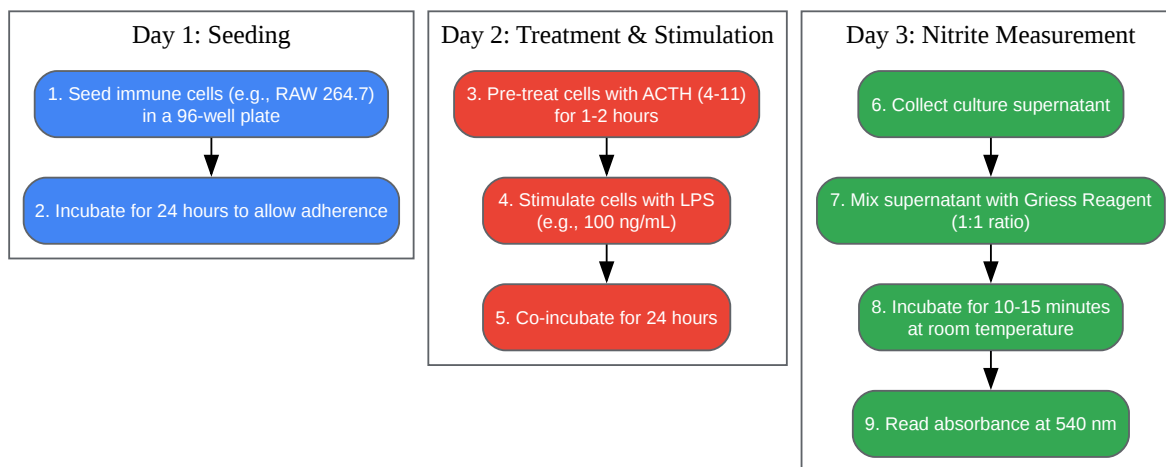 Day 1: Seeding
1. Seed immune cells (e.g., RAW 264.7)
in a 96-well plate
2. Incubate for 24 hours to allow adherence
Day 2: Treatment & Stimulation
3. Pre-treat cells with ACTH (4-11)
for 1-2 hours
4. Stimulate cells with LPS
(e.g., 100 ng/mL)
5. Co-incubate for 24 hours
Day 3: Nitrite Measurement
6. Collect culture supernatant
7. Mix supernatant with Griess Reagent
(1:1 ratio)
8. Incubate for 10-15 minutes
at room temperature
9. Read absorbance at 540 nm